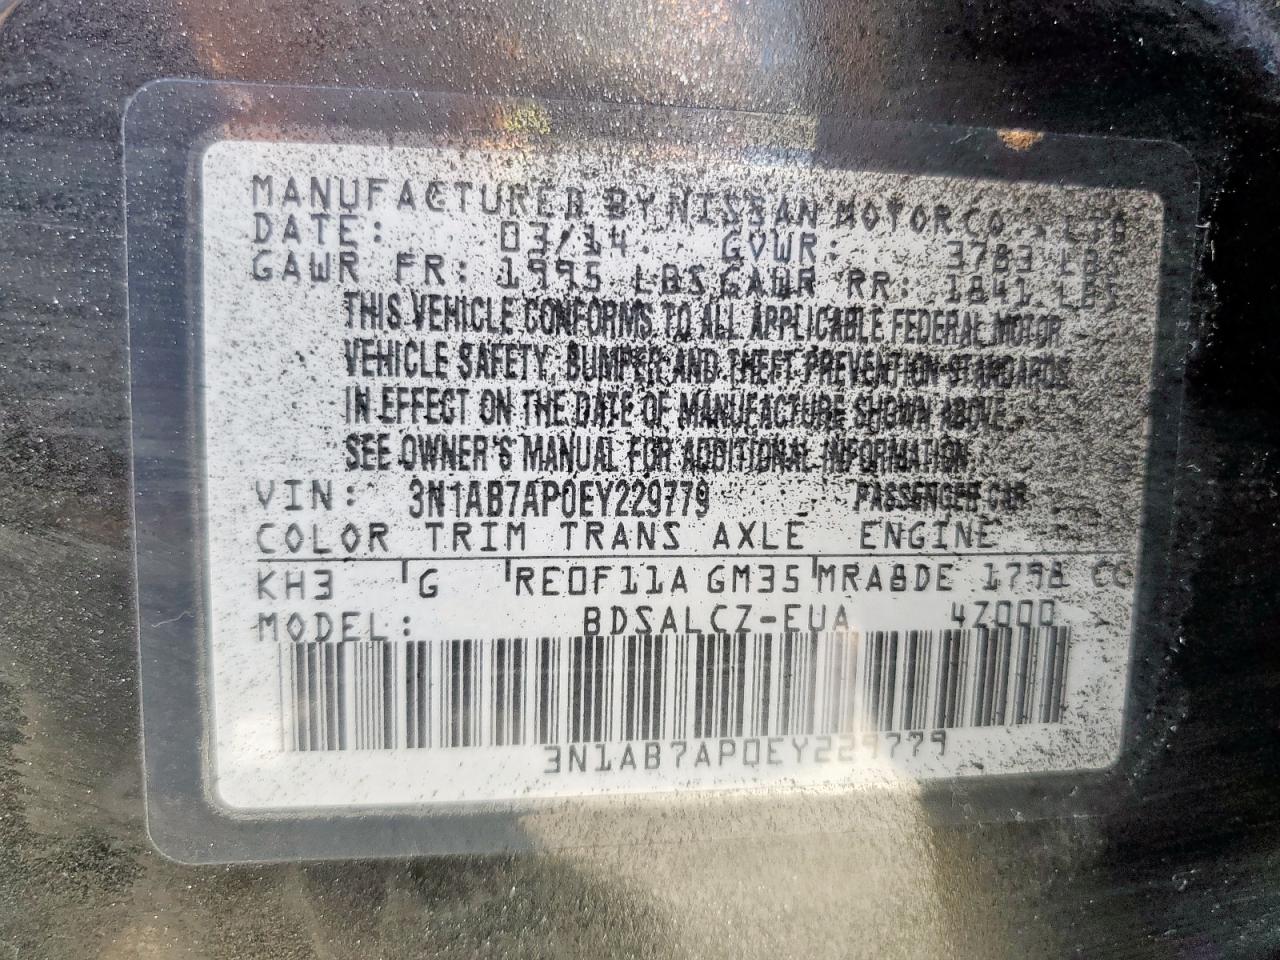 MANUFACTURED BY NISSAN MOTOR CO., LTD
DATE: 03/14 GVWR: 3783 LBS
GAWR FR: 1995 LBS GAWR RR: 1841 LBS
THIS VEHICLE CONFORMS TO ALL APPLICABLE FEDERAL MOTOR
VEHICLE SAFETY, BUMPER, AND THEFT PREVENTION STANDARDS
IN EFFECT ON THE DATE OF MANUFACTURE SHOWN ABOVE.
SEE OWNER'S MANUAL FOR ADDITIONAL INFORMATION
VIN: 3N1AB7AP0EY229779 PASSENGER CAR
COLOR TRIM TRANS AXLE ENGINE
KH3 G RE0F11A GM35 MRA8DE 1798 CC
MODEL: BDSALCZ-EUA 4Z000
3N1AB7AP0EY229779